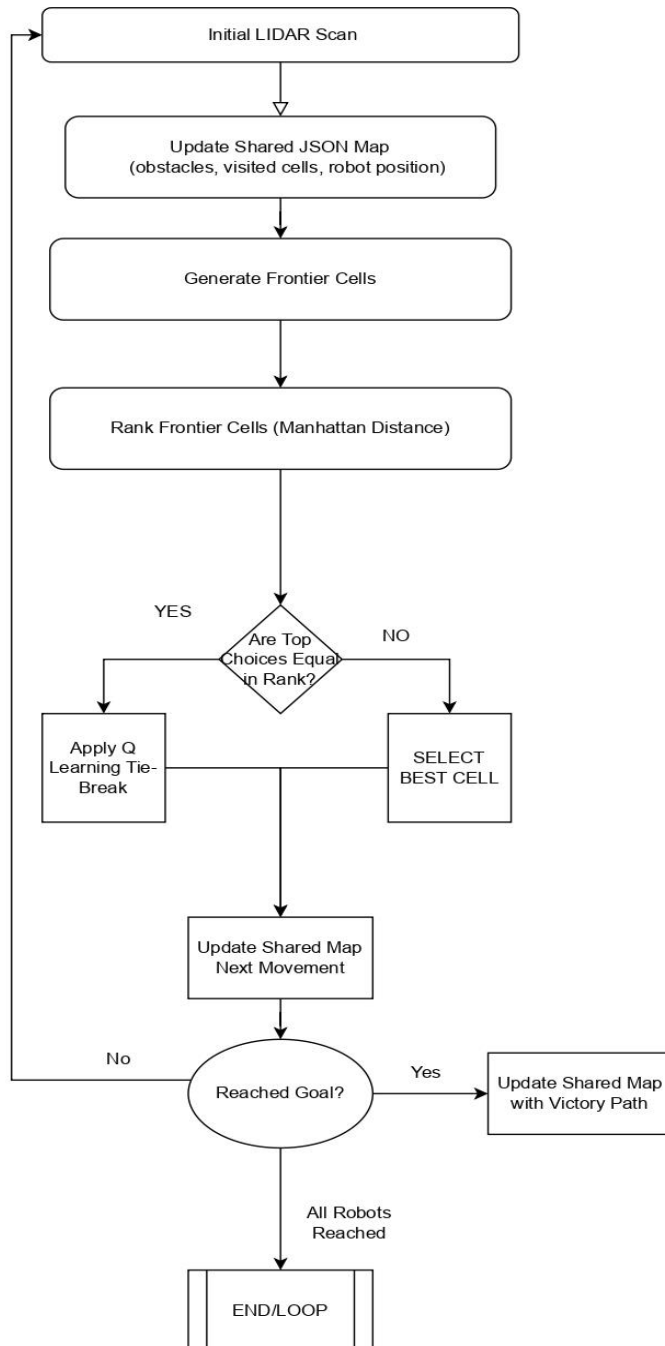 Initial LIDAR Scan
Update Shared JSON Map
(obstacles, visited cells, robot position)
Generate Frontier Cells
Rank Frontier Cells (Manhattan Distance)
YES
NO
Are Top
Choices Equal
in Rank?
Apply Q
Learning Tie-
Break
SELECT
BEST CELL
Update Shared Map
Next Movement
No
Reached Goal?
Yes
Update Shared Map
with Victory Path
All Robots
Reached
END/LOOP